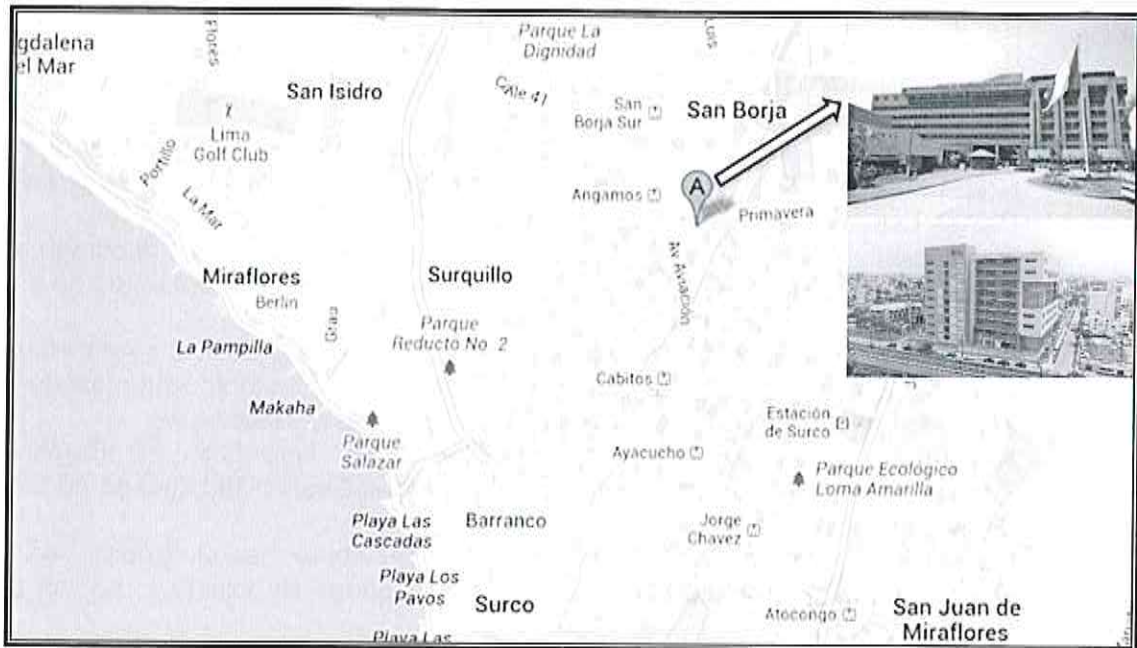 gdalena
el Mar
Flores
Parque La
Dignidad
Luis
San Isidro
Calle 41
San
Borja Sur
San Borja
Lima
Golf Club
Portillo
La Mar
Angamos
A
Primavera
Av Aviación
Miraflores
Berlin
Surquillo
Grau
Parque
Reducto No. 2
La Pampilla
Makaha
Cabitos
Parque
Salazar
Estación
de Surco
Ayacucho
Parque Ecológico
Loma Amarilla
Playa Las
Cascadas
Barranco
Jorge
Chavez
Playa Los
Pavos
Surco
Atocongo
San Juan de
Miraflores
Playa Las